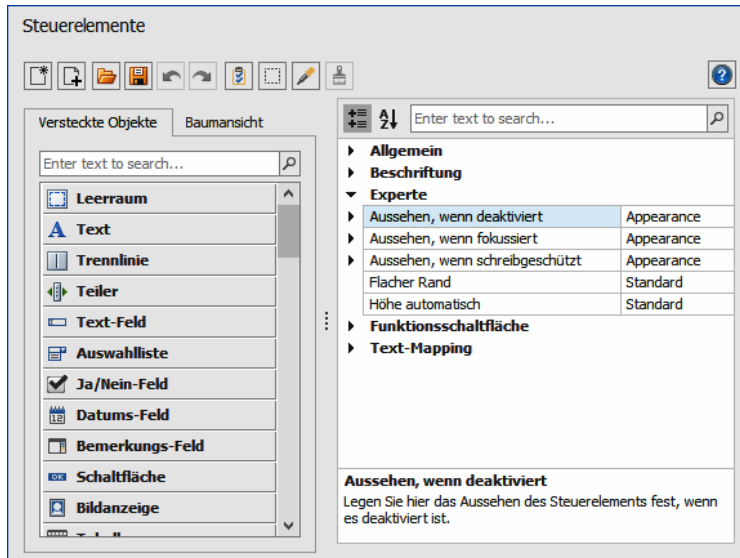 Steuerelemente
Versteckte Objekte
Baumansicht
Enter text to search...
Leerraum
Text
Trennlinie
Teiler
Text-Feld
Auswahlliste
Ja/Nein-Feld
Datums-Feld
Bemerkungs-Feld
Schaltfläche
Bildanzeige
Enter text to search...
Allgemein
Beschriftung
Experte
Aussehen, wenn deaktiviert Appearance
Aussehen, wenn fokussiert Appearance
Aussehen, wenn schreibgeschützt Appearance
Flacher Rand Standard
Höhe automatisch Standard
Funktionsschaltfläche
Text-Mapping
Aussehen, wenn deaktiviert
Legen Sie hier das Aussehen des Steuerelements fest, wenn
es deaktiviert ist.